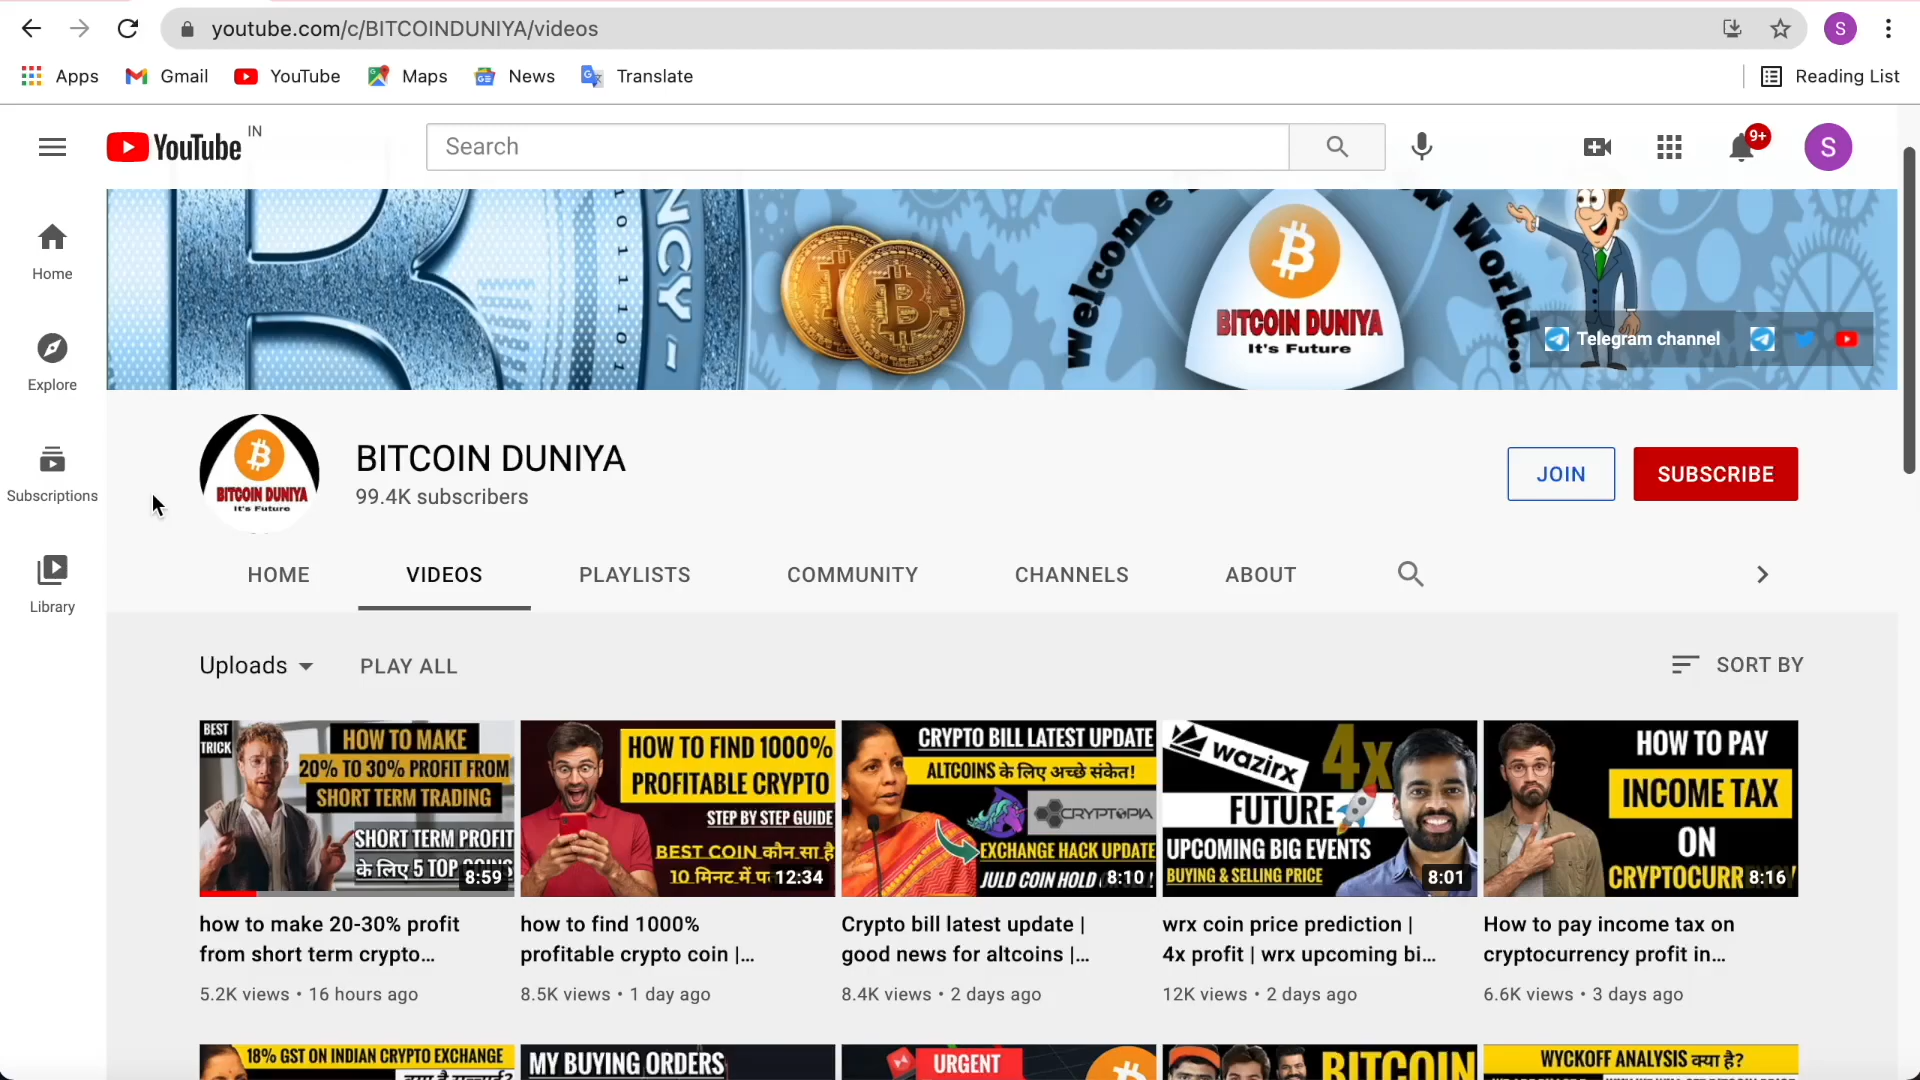 youtube.com/c/BITCOINDUNIYA/videos
S
Apps
Gmail
YouTube
Maps
News
Translate
Reading List
YouTube IN
Search
9+
S
Home
Explore
Subscriptions
Library
NCY
Welcome
World...
BITCOIN DUNIYA
It's Future
Telegram channel
BITCOIN DUNIYA
It's Future
BITCOIN DUNIYA
99.4K subscribers
JOIN
SUBSCRIBE
HOME
VIDEOS
PLAYLISTS
COMMUNITY
CHANNELS
ABOUT
Uploads
PLAY ALL
SORT BY
BEST
TRICK
HOW TO MAKE
20% TO 30% PROFIT FROM
SHORT TERM TRADING
SHORT TERM PROFIT
के लिए 5 TOP
8:59
HOW TO FIND 1000%
PROFITABLE CRYPTO
STEP BY STEP GUIDE
BEST COIN कौन सा है
10 मिनट में
12:34
CRYPTO BILL LATEST UPDATE
ALTCOINS के लिए अच्छे संकेत!
CRYPTOPIA
EXCHANGE HACK UPDATE
JULD COIN HOLD
8:10
wazirx
4x
FUTURE
UPCOMING BIG EVENTS
BUYING & SELLING PRICE
8:01
HOW TO PAY
INCOME TAX
ON
CRYPTOCURR
8:16
how to make 20-30% profit
from short term crypto...
5.2K views • 16 hours ago
how to find 1000%
profitable crypto coin |...
8.5K views • 1 day ago
Crypto bill latest update |
good news for altcoins |...
8.4K views • 2 days ago
wrx coin price prediction |
4x profit | wrx upcoming bi...
12K views • 2 days ago
How to pay income tax on
cryptocurrency profit in...
6.6K views • 3 days ago
18% GST ON INDIAN CRYPTO EXCHANGE
MY BUYING ORDERS
URGENT
BITCOIN
WYCKOFF ANALYSIS क्या है?